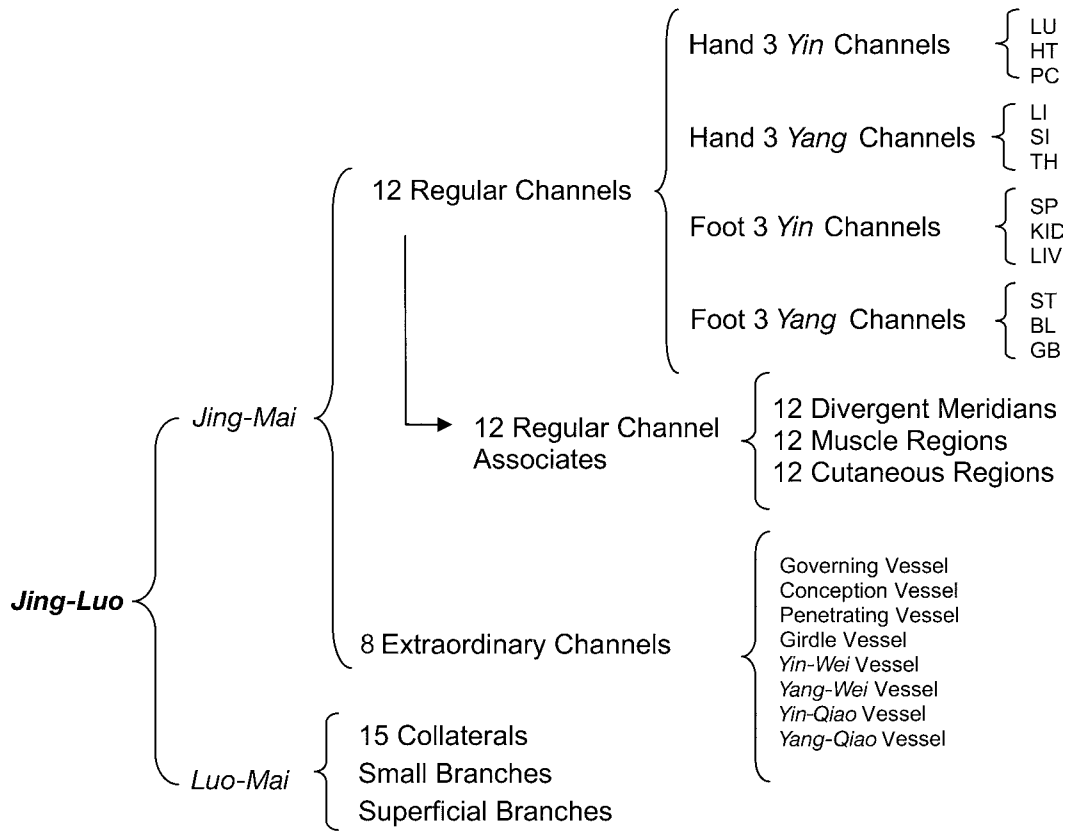 Hand 3 Yin Channels
LU
HT
PC
Hand 3 Yang Channels
LI
SI
TH
12 Regular Channels
Foot 3 Yin Channels
SP
KID
LIV
Foot 3 Yang Channels
ST
BL
GB
Jing-Mai
12 Regular Channel
Associates
12 Divergent Meridians
12 Muscle Regions
12 Cutaneous Regions
Jing-Luo
8 Extraordinary Channels
Governing Vessel
Conception Vessel
Penetrating Vessel
Girdle Vessel
Yin-Wei Vessel
Yang-Wei Vessel
Yin-Qiao Vessel
Yang-Qiao Vessel
Luo-Mai
15 Collaterals
Small Branches
Superficial Branches